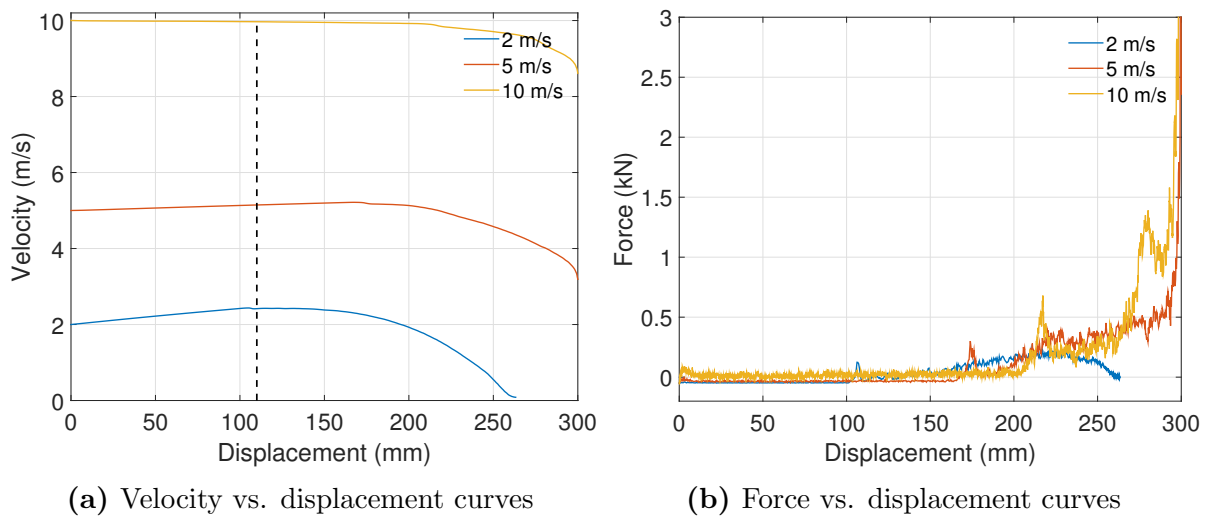 10
8
6
4
2
0
Velocity (m/s)
2 m/s
5 m/s
10 m/s
0 50 100 150 200 250 300
Displacement (mm)
(a) Velocity vs. displacement curves
3
2.5
2
1.5
1
0.5
0
Force (kN)
2 m/s
5 m/s
10 m/s
0 50 100 150 200 250 300
Displacement (mm)
(b) Force vs. displacement curves